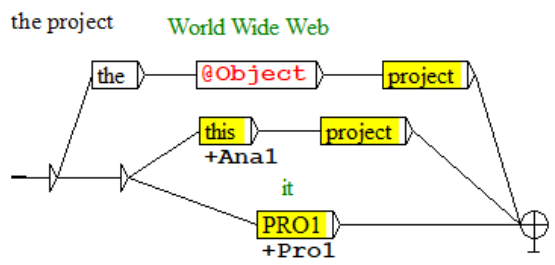 the project
World Wide Web
the @Object project
this project
+Ana1
it
PRO1
+Pro1